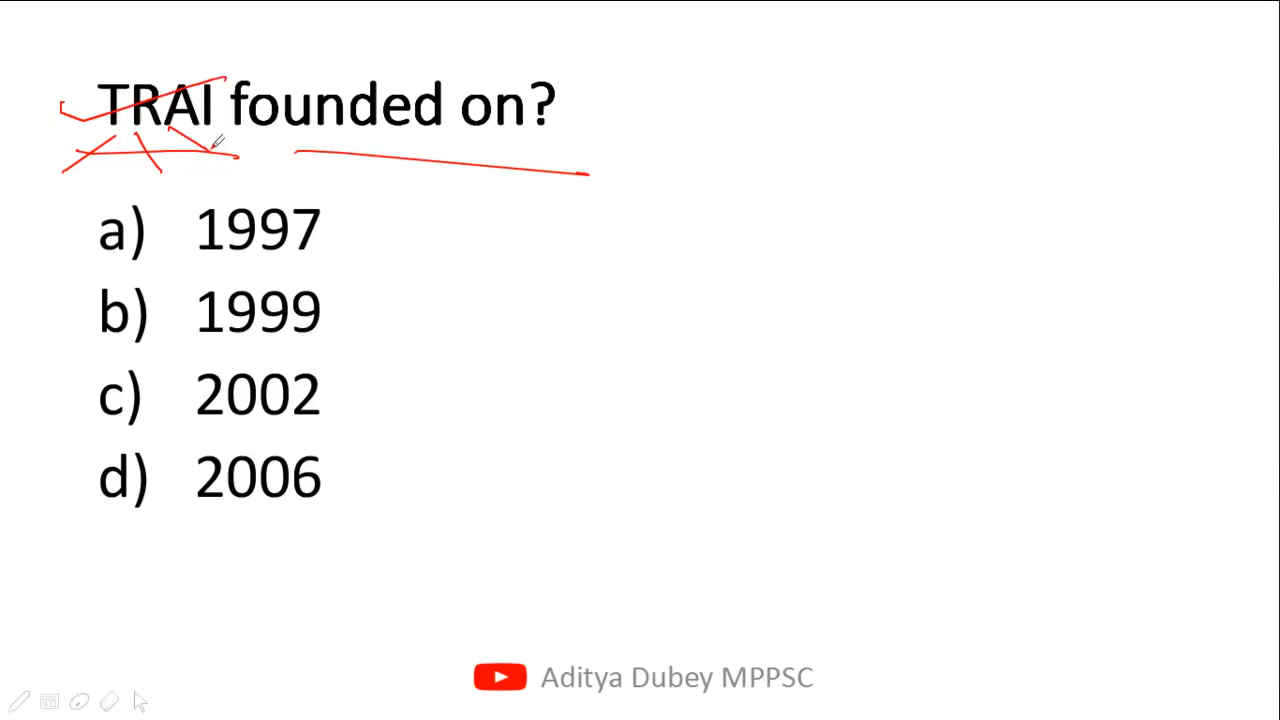 TRAI founded on?
a) 1997
b) 1999
c) 2002
d) 2006
Aditya Dubey MPPSC